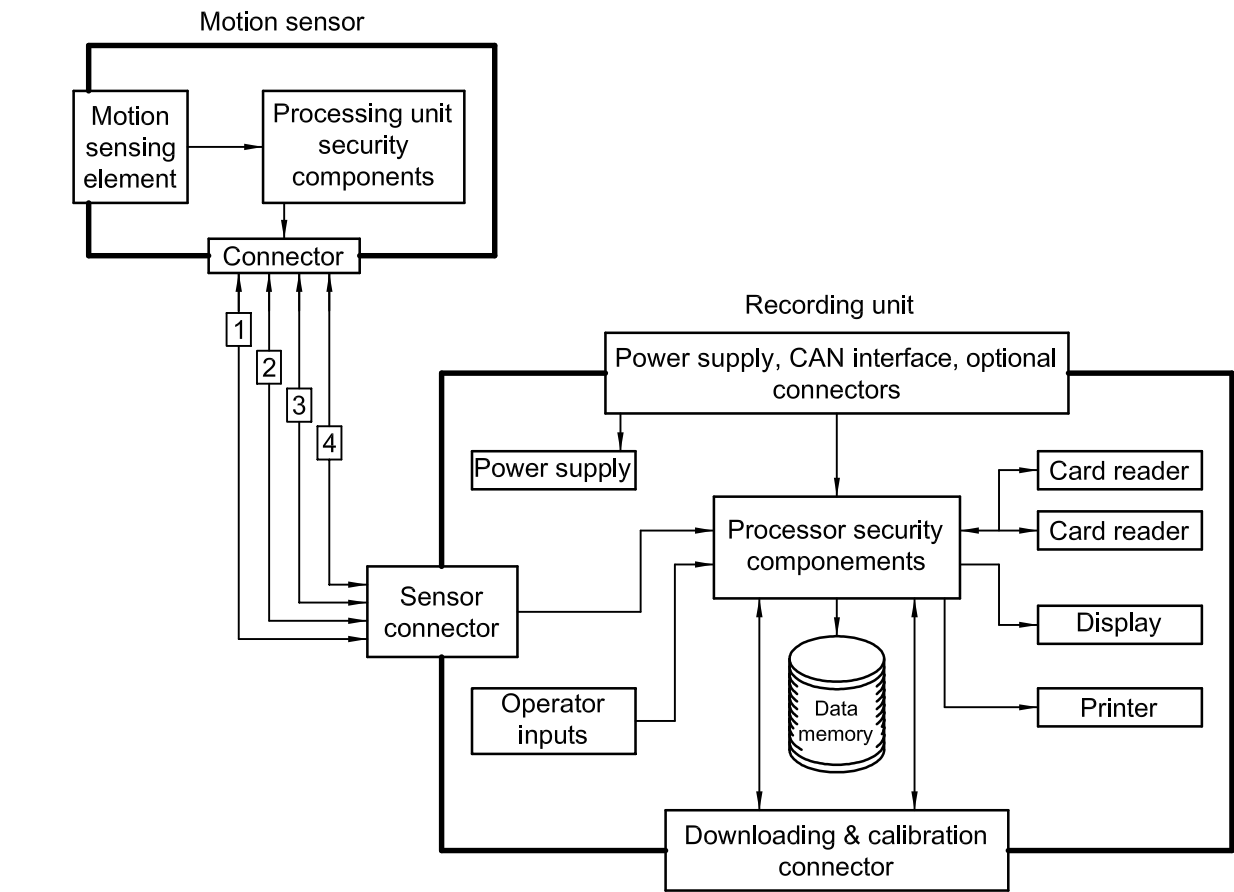 Motion sensor
Motion
sensing
element
Processing unit
security
components
Connector
1
2
3
4
Recording unit
Power supply, CAN interface, optional
connectors
Power supply
Card reader
Processor security
componements
Card reader
Sensor
connector
Display
Operator
inputs
Data
memory
Printer
Downloading & calibration
connector